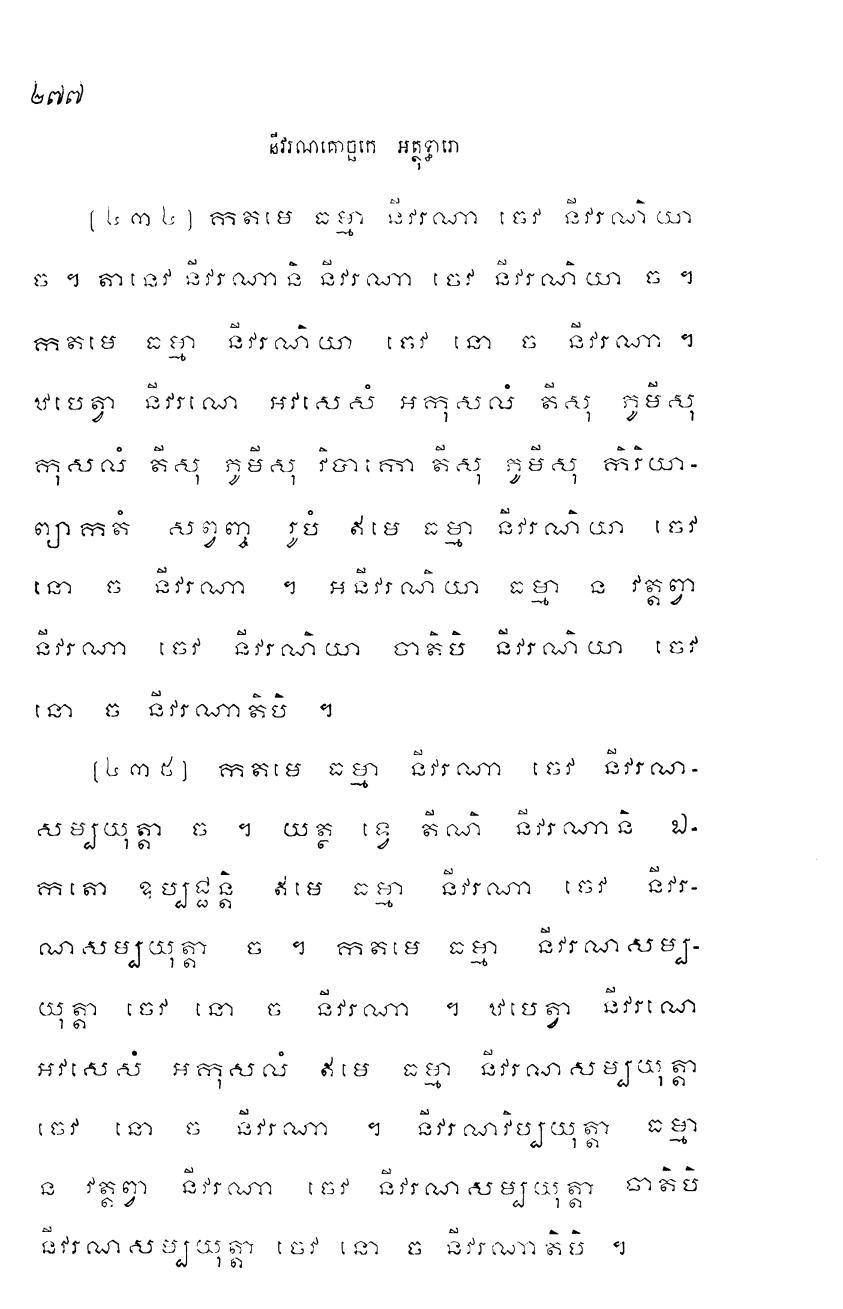 ២៧៧
នីវរណគោច្ឆកេ អត្ថុទ្ធារោ
[៤៣៤] កតមេ ធម្មា នីវរណា ចេវ នីវរណិយា
ច ។ តានេវ នីវរណានិ នីវរណា ចេវ នីវរណិយា ច ។
កតមេ ធម្មា នីវរណិយា ចេវ នោ ច នីវរណា ។
ឋបេត្វា នីវរណេ អវសេសំ អកុសលំ តីសុ ភូមីសុ
កុសលំ តីសុ ភូមីសុ វិបាកោ តីសុ ភូមីសុ កិរិយា-
ព្យាកតំ សព្វញ្ច រូបំ ឥមេ ធម្មា នីវរណិយា ចេវ
នោ ច នីវរណា ។ អនីវរណិយា ធម្មា ន វត្តព្វា
នីវរណា ចេវ នីវរណិយា ចាតិបិ នីវរណិយា ចេវ
នោ ច នីវរណាតិបិ ។
[៤៣៥] កតមេ ធម្មា នីវរណា ចេវ នីវរណ-
សម្បយុត្តា ច ។ យត្ថ ទ្វេ តីណិ នីវរណានិ ឯ-
កតោ ឧប្បជ្ជន្តិ ឥមេ ធម្មា នីវរណា ចេវ នីវរ-
ណសម្បយុត្តា ច ។ កតមេ ធម្មា នីវរណសម្ប-
យុត្តា ចេវ នោ ច នីវរណា ។ ឋបេត្វា នីវរណេ
អវសេសំ អកុសលំ ឥមេ ធម្មា នីវរណសម្បយុត្តា
ចេវ នោ ច នីវរណា ។ នីវរណវិប្បយុត្តា ធម្មា
ន វត្តព្វា នីវរណា ចេវ នីវរណសម្បយុត្តា ចាតិបិ
នីវរណសម្បយុត្តា ចេវ នោ ច នីវរណាតិបិ ។